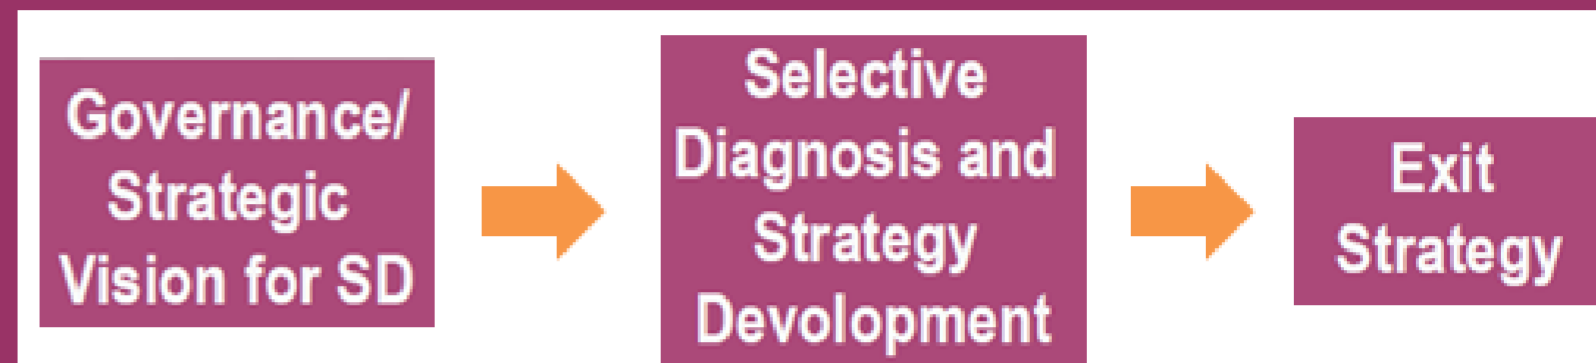 Governance/
Strategic
Vision for SD
Selective
Diagnosis and
Strategy
Devolopment
Exit
Strategy